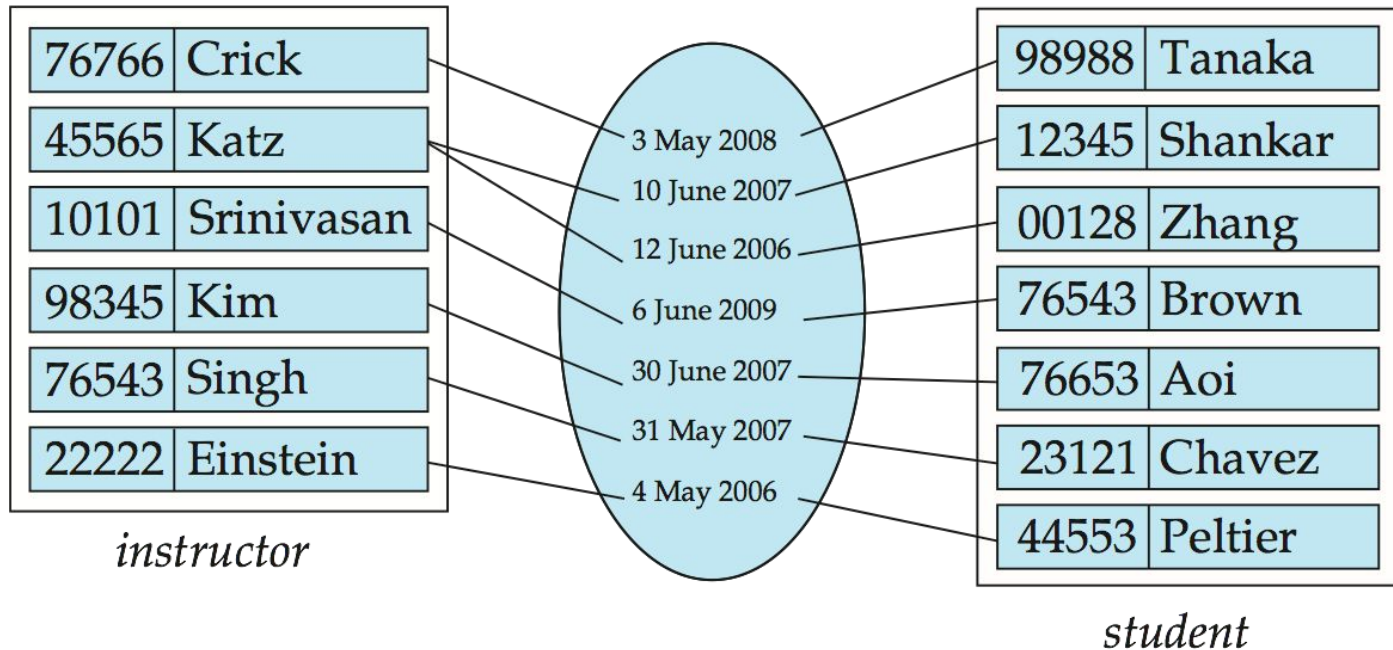 76766 Crick
45565 Katz
10101 Srinivasan
98345 Kim
76543 Singh
22222 Einstein
instructor
3 May 2008
10 June 2007
12 June 2006
6 June 2009
30 June 2007
31 May 2007
4 May 2006
98988 Tanaka
12345 Shankar
00128 Zhang
76543 Brown
76653 Aoi
23121 Chavez
44553 Peltier
student